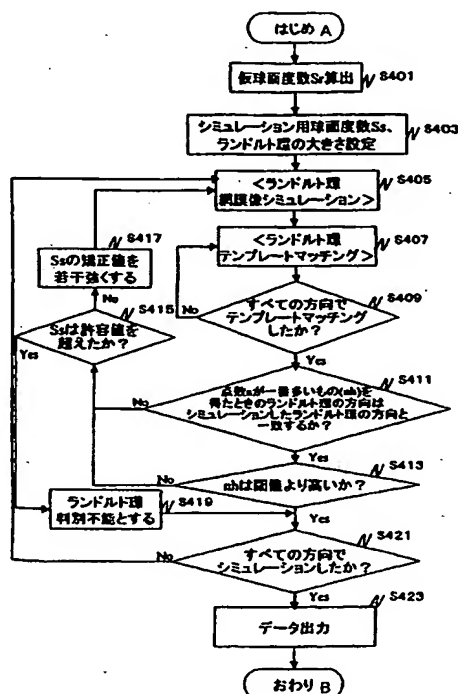 はじめ A
仮球面度数Sr算出
S401
シミュレーション用球面度数Ss、
ランドルト環の大きさ設定
S403
<ランドルト環
網膜像シミュレーション>
S405
<ランドルト環
テンプレートマッチング>
S407
すべての方向で
テンプレートマッチング
したか?
S409
No
Yes
点数nが一番多いもの(nh)を
得たときのランドルト環の方向は
シミュレーションしたランドルト環の方向と
一致するか?
S411
No
Yes
nhは閾値より高いか?
S413
No
Yes
Ssは許容値を
超えたか?
S415
No
Yes
Ssの矯正値を
若干強くする
S417
ランドルト環
判別不能とする
S419
すべての方向で
シミュレーションしたか?
S421
No
Yes
データ出力
S423
おわり B